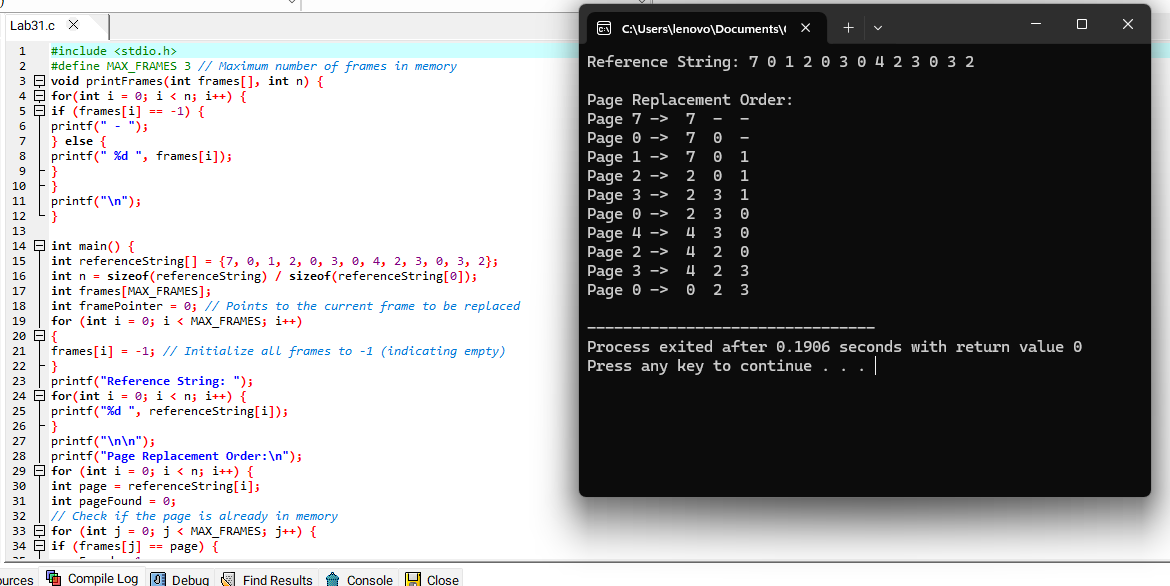 Lab31.c
1 #include <stdio.h>
2 #define MAX_FRAMES 3 // Maximum number of frames in memory
3 void printFrames(int frames[], int n) {
4 for(int i = 0; i < n; i++) {
5 if (frames[i] == -1) {
6 printf(" - ");
7 } else {
8 printf(" %d ", frames[i]);
9 }
10 }
11 printf("\n");
12 }
13
14 int main() {
15 int referenceString[] = {7, 0, 1, 2, 0, 3, 0, 4, 2, 3, 0, 3, 2};
16 int n = sizeof(referenceString) / sizeof(referenceString[0]);
17 int frames[MAX_FRAMES];
18 int framePointer = 0; // Points to the current frame to be replaced
19 for (int i = 0; i < MAX_FRAMES; i++)
20 {
21 frames[i] = -1; // Initialize all frames to -1 (indicating empty)
22 }
23 printf("Reference String: ");
24 for(int i = 0; i < n; i++) {
25 printf("%d ", referenceString[i]);
26 }
27 printf("\n\n");
28 printf("Page Replacement Order:\n");
29 for (int i = 0; i < n; i++) {
30 int page = referenceString[i];
31 int pageFound = 0;
32 // Check if the page is already in memory
33 for (int j = 0; j < MAX_FRAMES; j++) {
34 if (frames[j] == page) {
ources Compile Log Debug Find Results Console Close
C:\Users\lenovo\Documents\
Reference String: 7 0 1 2 0 3 0 4 2 3 0 3 2
Page Replacement Order:
Page 7 -> 7 - -
Page 0 -> 7 0 -
Page 1 -> 7 0 1
Page 2 -> 2 0 1
Page 3 -> 2 3 1
Page 0 -> 2 3 0
Page 4 -> 4 3 0
Page 2 -> 4 2 0
Page 3 -> 4 2 3
Page 0 -> 0 2 3
--------------------------------
Process exited after 0.1906 seconds with return value 0
Press any key to continue . . .